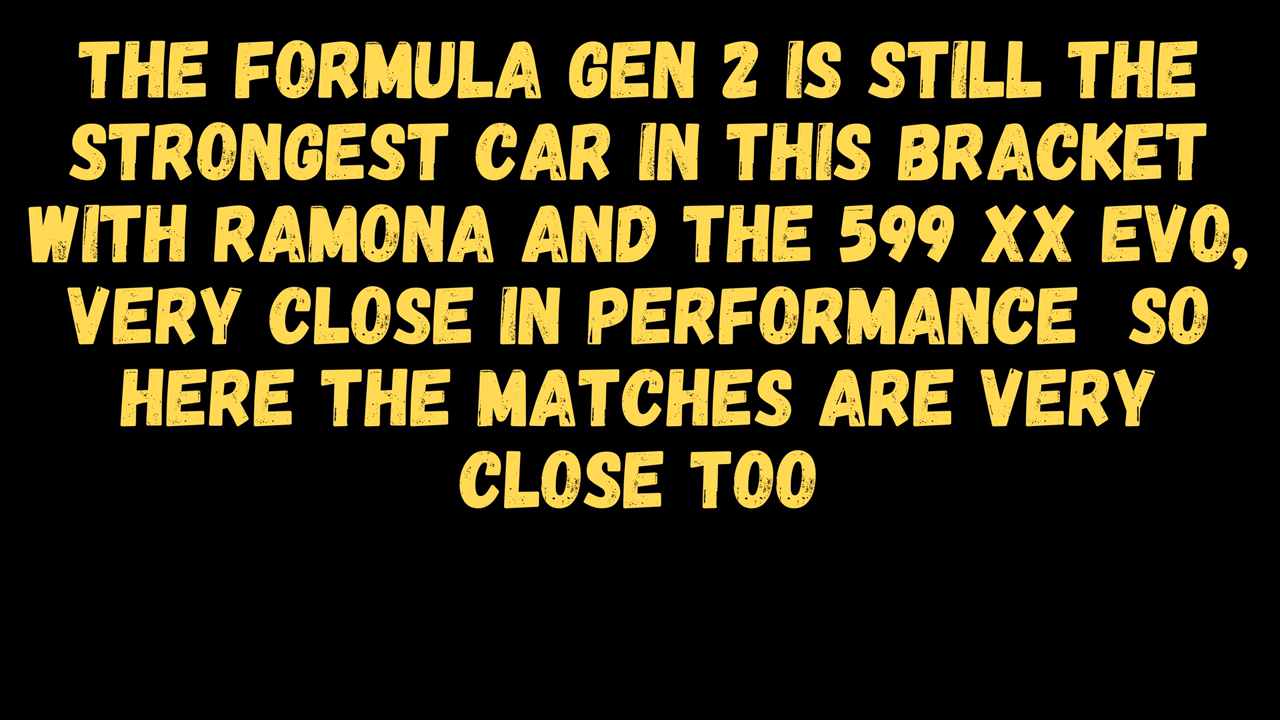 THE FORMULA GEN 2 IS STILL THE
STRONGEST CAR IN THIS BRACKET
WITH RAMONA AND THE 599 XX EVO,
VERY CLOSE IN PERFORMANCE  SO
HERE THE MATCHES ARE VERY
CLOSE TOO